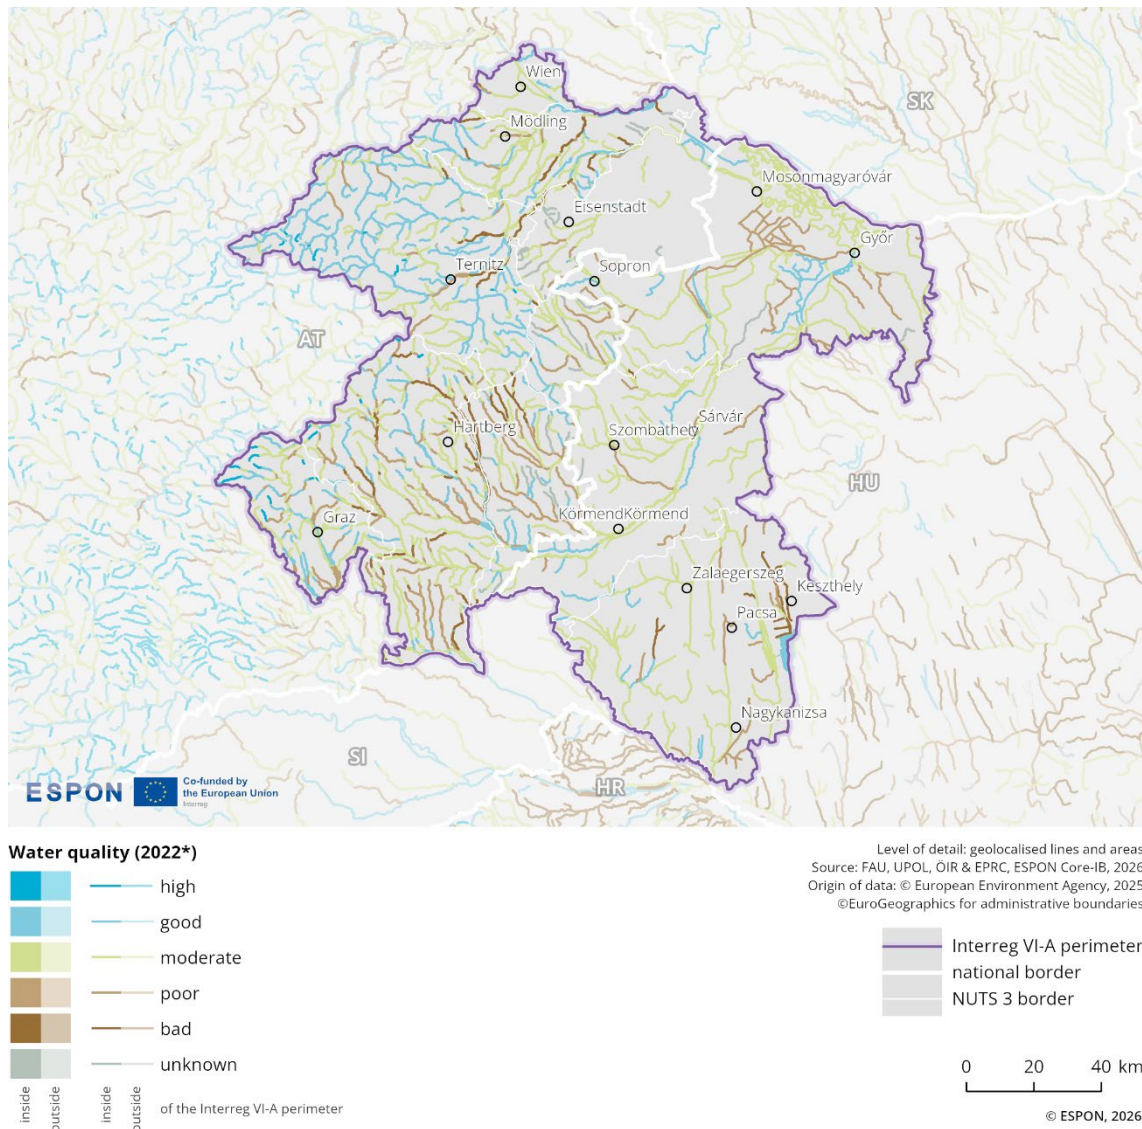 Wien
SK
Mödling
Mosonmagyaróvár
Eisenstadt
Győr
Ternitz
Sopron
AT
Sárvár
Hartberg
Szombathely
HU
Graz
KörmendKörmend
Zalaegerszeg
Keszthely
Pacsa
Nagykanizsa
SI
HR
ESPON
Co-funded by
the European Union
Interreg
Water quality (2022*)
high
good
moderate
poor
bad
unknown
inside
outside
inside
outside
of the Interreg VI-A perimeter
Level of detail: geolocalised lines and areas
Source: FAU, UPOL, ÖIR & EPRC, ESPON Core-IB, 2026
Origin of data: © European Environment Agency, 2025
©EuroGeographics for administrative boundaries
Interreg VI-A perimeter
national border
NUTS 3 border
0 20 40 km
© ESPON, 2026